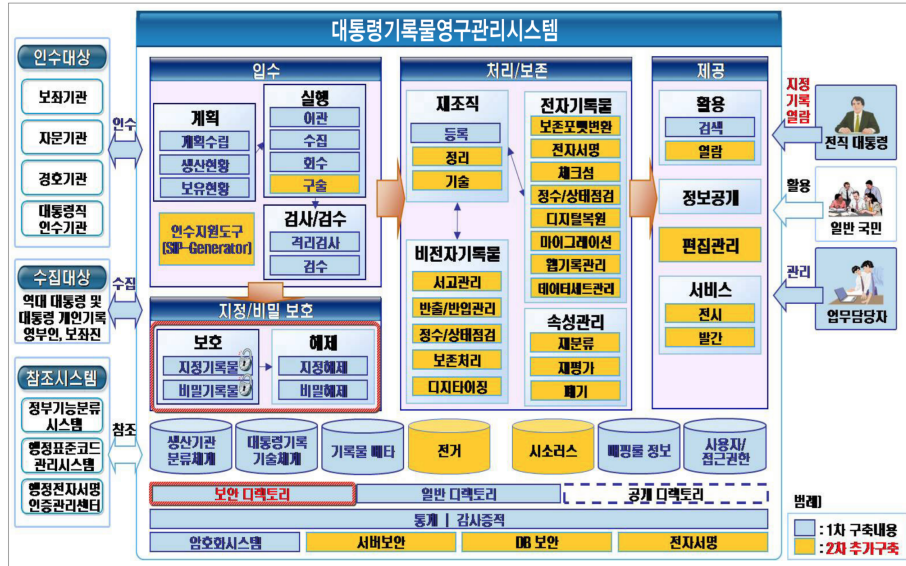 대통령기록물영구관리시스템
인수대상
보좌기관
자문기관
경호기관
대통령직
인수기관
인수
수집대상
역대 대통령 및
대통령 개인기록
영부인, 보좌진
수집
참조시스템
정부기능분류
시스템
행정표준코드
관리시스템
행정전자서명
인증관리센터
참조
입수
계획
계획수립
생산현황
보유현황
실행
이관
수집
회수
구술
인수지원도구
(SIP-Generator)
검사/검수
격리검사
검수
지정/비밀 보호
보호
지정기록물
비밀기록물
해제
지정해제
비밀해제
처리/보존
재조직
등록
정리
기술
비전자기록물
서고관리
반출/반입관리
정수/상태점검
보존처리
디지타이징
전자기록물
보존포맷변환
전자서명
체크섬
정수/상태점검
디지털복원
마이그레이션
웹기록관리
데이터세트관리
속성관리
재분류
재평가
폐기
제공
활용
검색
열람
정보공개
편집관리
서비스
전시
발간
지정
기록
열람
전직 대통령
활용
일반 국민
관리
업무담당자
생산기관
분류체계
대통령기록
기술체계
기록물 메타
전거
시소러스
매핑룰 정보
사용자/
접근권한
보안 디렉토리
일반 디렉토리
공개 디렉토리
통계 | 감사증적
암호화시스템
서버보안
DB 보안
전자서명
범례]
: 1차 구축내용
: 2차 추가구축